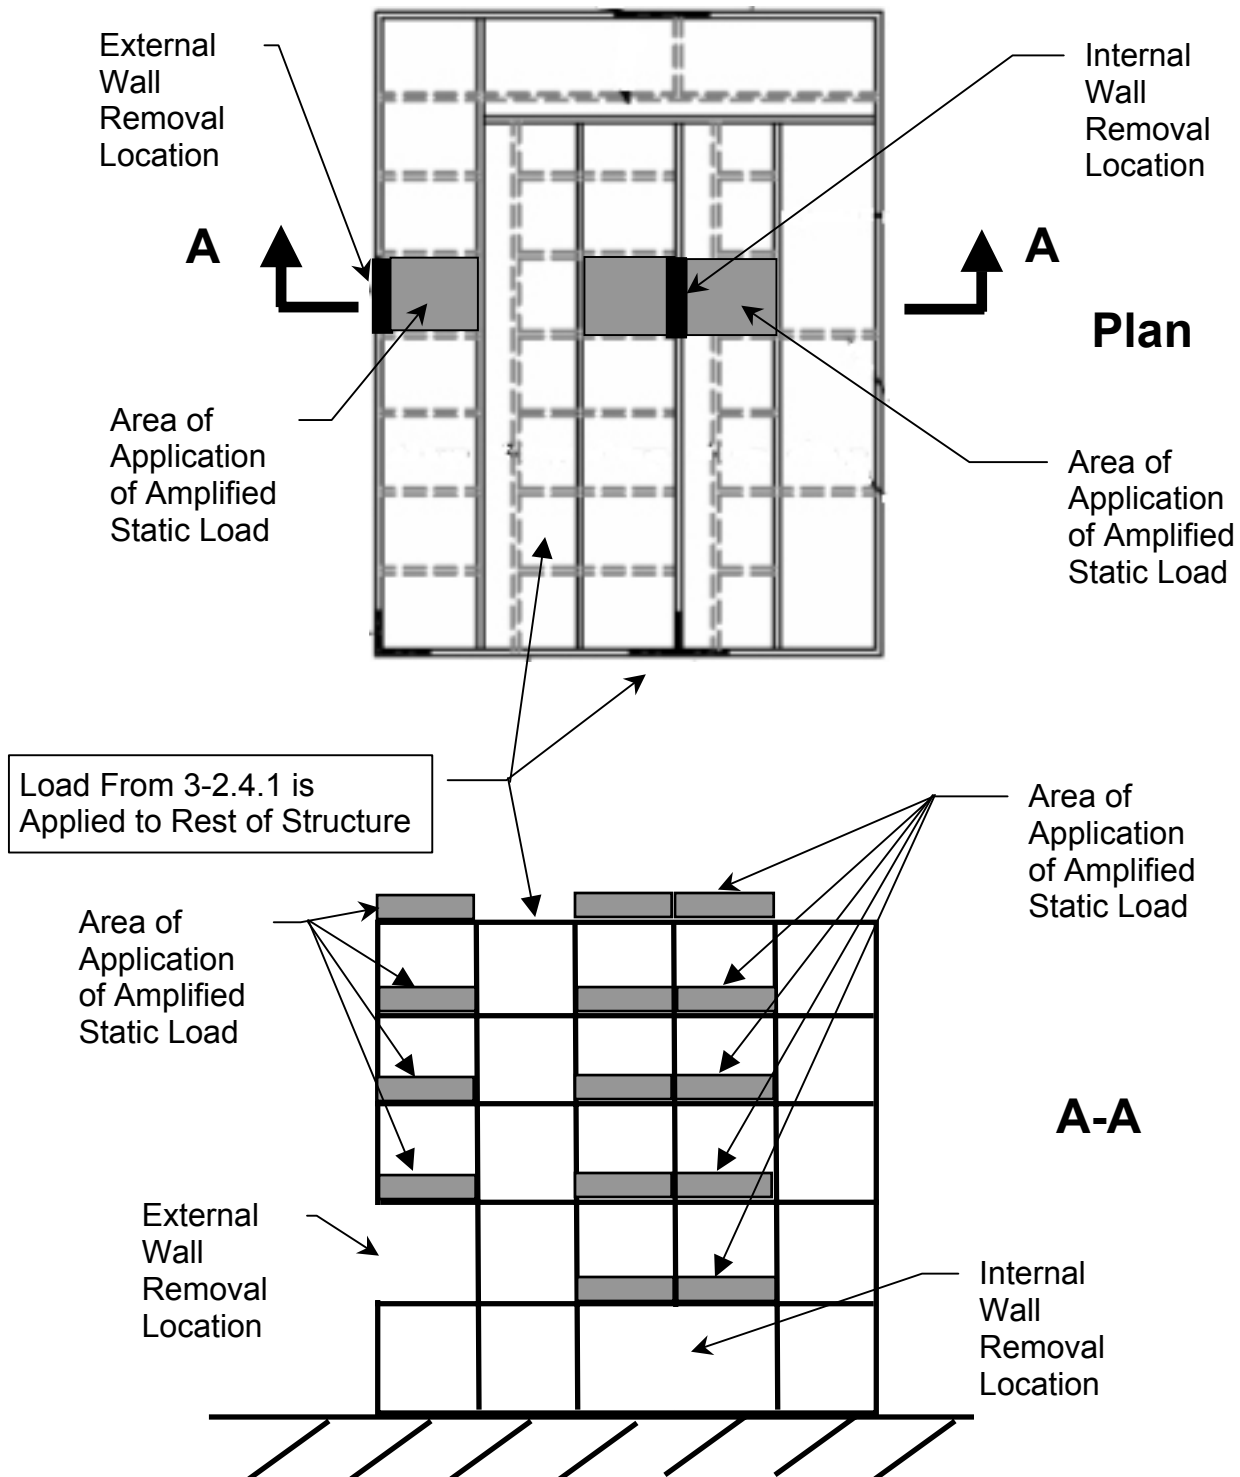 External
Wall
Removal
Location
Internal
Wall
Removal
Location
A
A
Plan
Area of
Application
of Amplified
Static Load
Area of
Application
of Amplified
Static Load
Load From 3-2.4.1 is
Applied to Rest of Structure
Area of
Application
of Amplified
Static Load
Area of
Application
of Amplified
Static Load
A-A
External
Wall
Removal
Location
Internal
Wall
Removal
Location